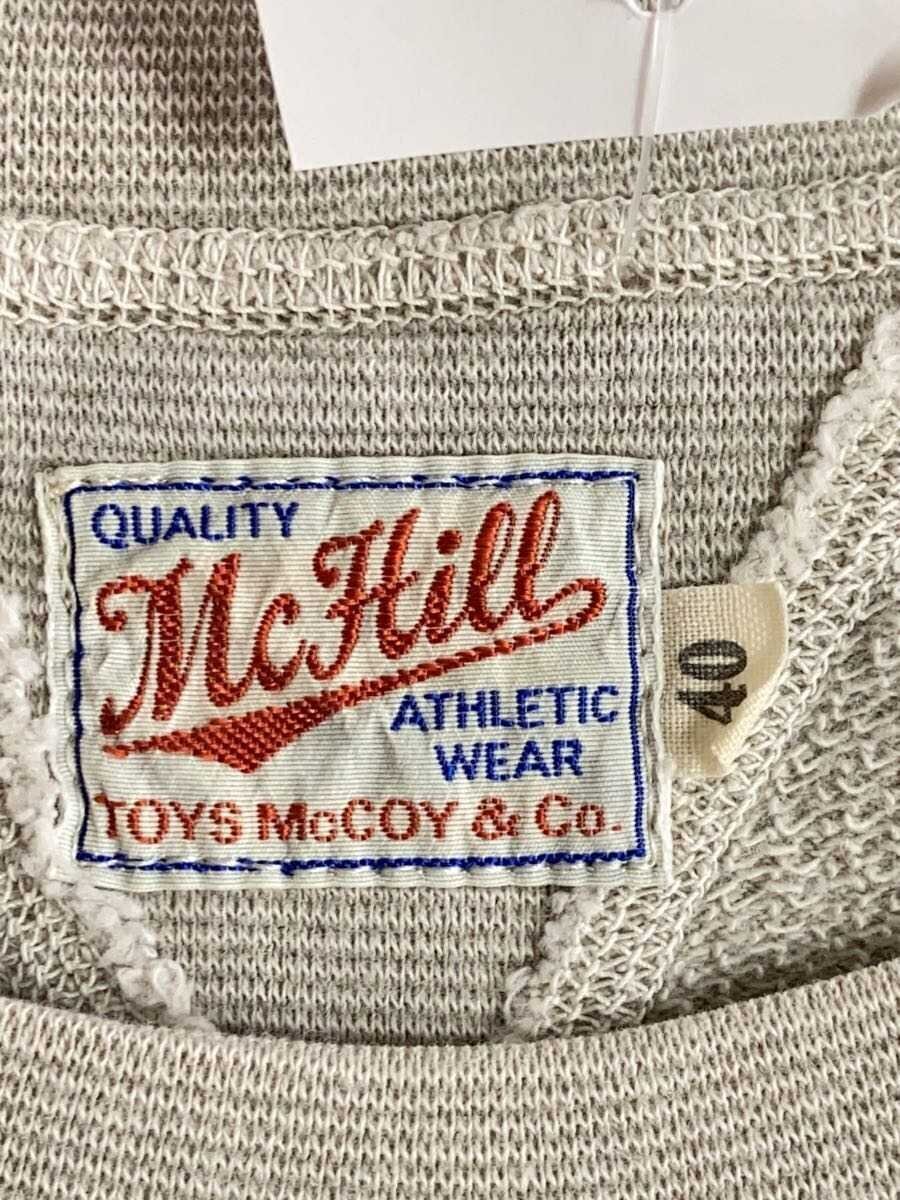 QUALITY
McHill
ATHLETIC
WEAR
TOYS McCOY & Co.
40